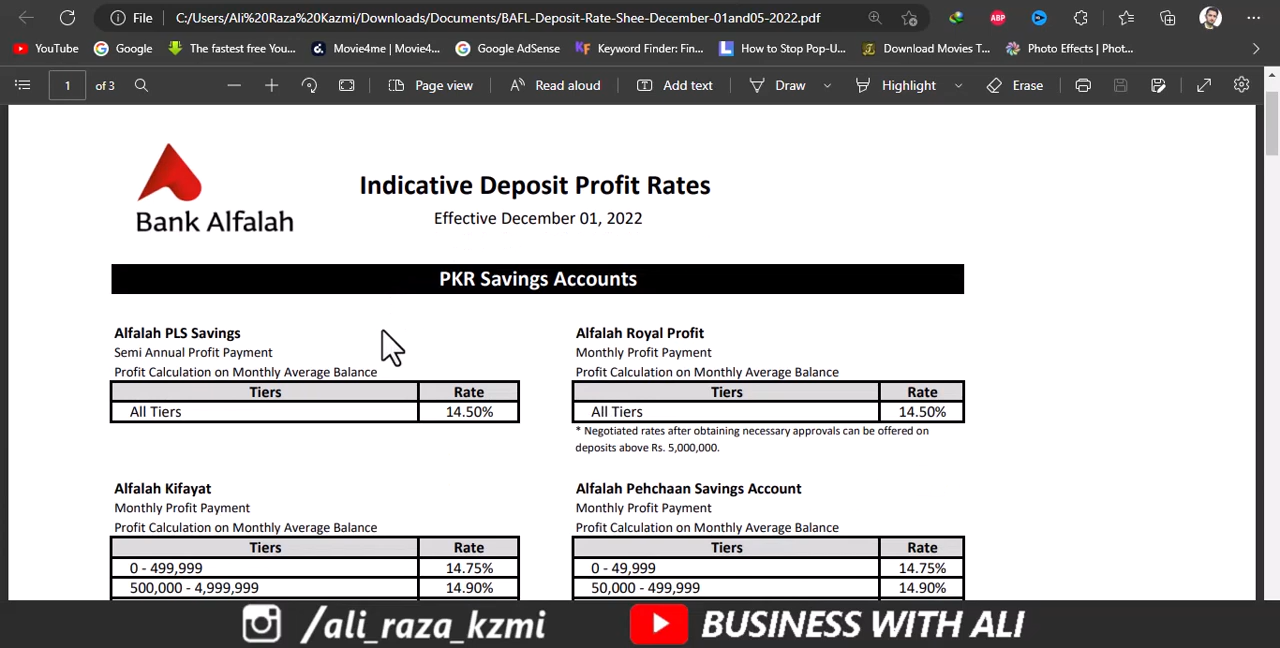 File
C:/Users/Ali%20Raza%20Kazmi/Downloads/Documents/BAFL-Deposit-Rate-Shee-December-01and05-2022.pdf
ABP
YouTube
Google
The fastest free You...
Movie4me | Movie4...
Google AdSense
KF Keyword Finder: Fin...
L How to Stop Pop-U...
Download Movies T...
Photo Effects | Phot...
1 of 3
Page view
Read aloud
Add text
Draw
Highlight
Erase
Bank Alfalah
Indicative Deposit Profit Rates
Effective December 01, 2022
PKR Savings Accounts
Alfalah PLS Savings
Semi Annual Profit Payment
Profit Calculation on Monthly Average Balance
Tiers Rate
All Tiers 14.50%
Alfalah Royal Profit
Monthly Profit Payment
Profit Calculation on Monthly Average Balance
Tiers Rate
All Tiers 14.50%
* Negotiated rates after obtaining necessary approvals can be offered on
deposits above Rs. 5,000,000.
Alfalah Kifayat
Monthly Profit Payment
Profit Calculation on Monthly Average Balance
Tiers Rate
0 - 499,999 14.75%
500,000 - 4,999,999 14.90%
Alfalah Pehchaan Savings Account
Monthly Profit Payment
Profit Calculation on Monthly Average Balance
Tiers Rate
0 - 49,999 14.75%
50,000 - 499,999 14.90%
/ali_raza_kzmi
BUSINESS WITH ALI